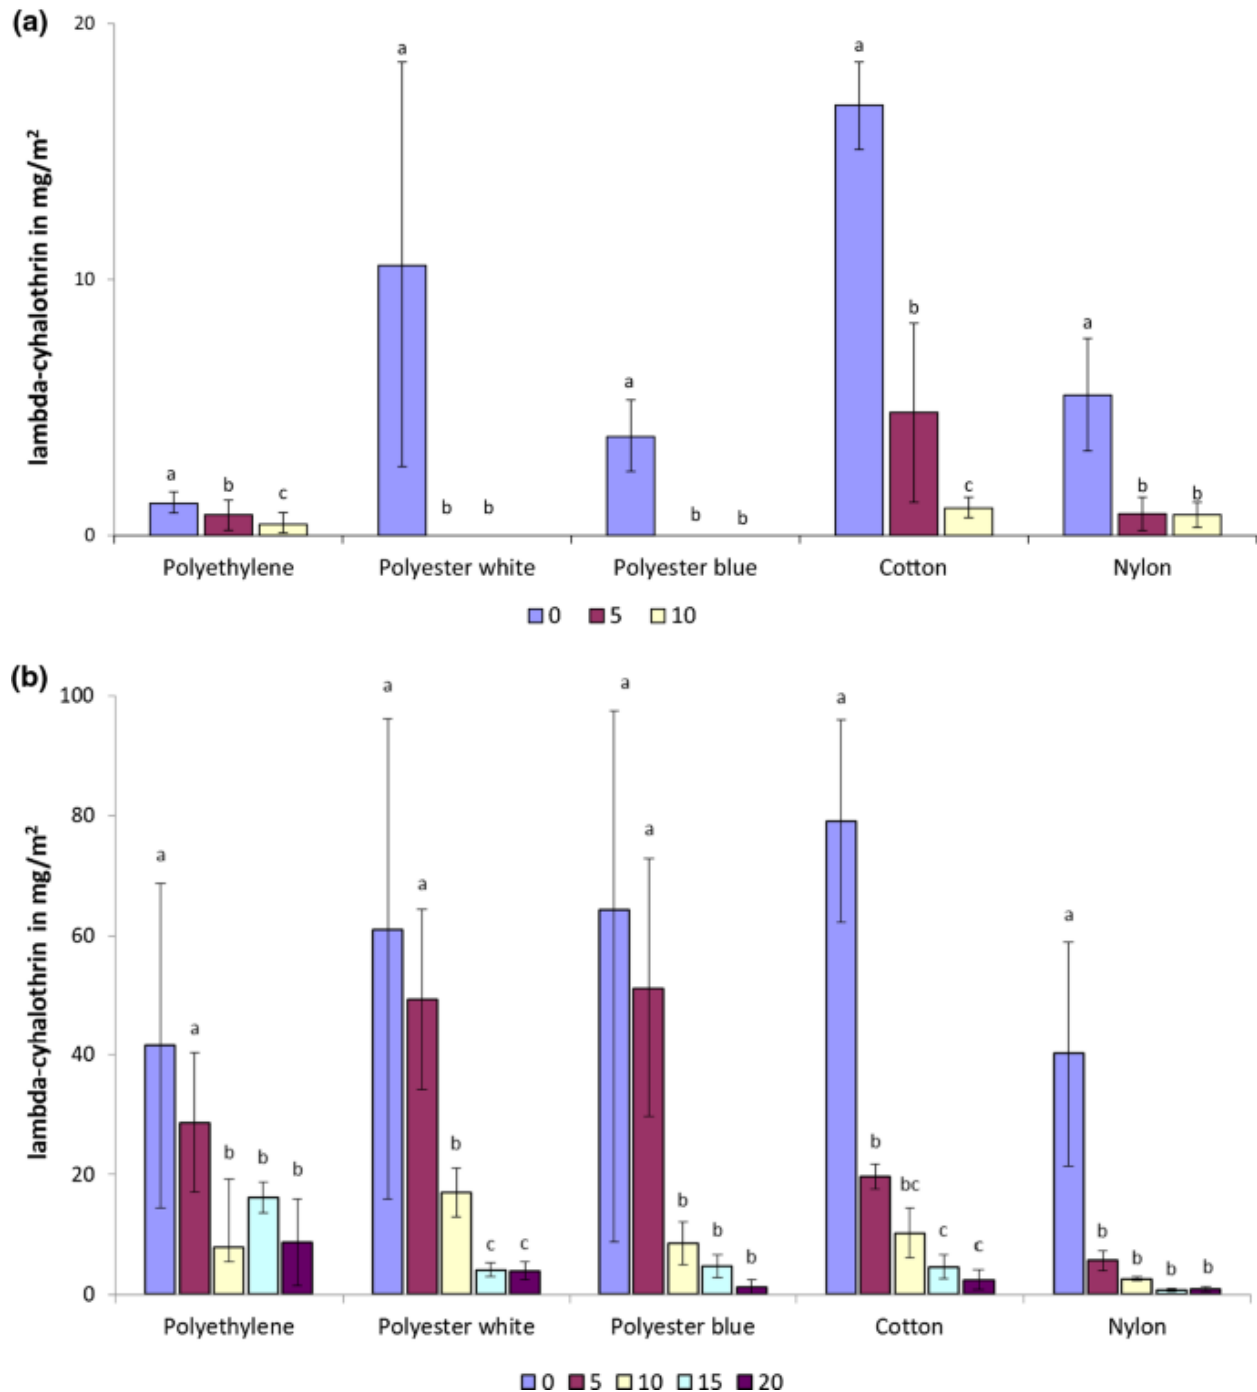 (a)
20
10
0
lambda-cyhalothrin in mg/m²
a
b
c
a
b
b
a
b
b
a
b
c
a
b
b
Polyethylene
Polyester white
Polyester blue
Cotton
Nylon
0 5 10
(b)
100
80
60
40
20
0
lambda-cyhalothrin in mg/m²
a
a
b
b
b
a
a
b
c
c
a
a
b
b
b
a
b
bc
c
c
a
b
b
b
b
Polyethylene
Polyester white
Polyester blue
Cotton
Nylon
0 5 10 15 20